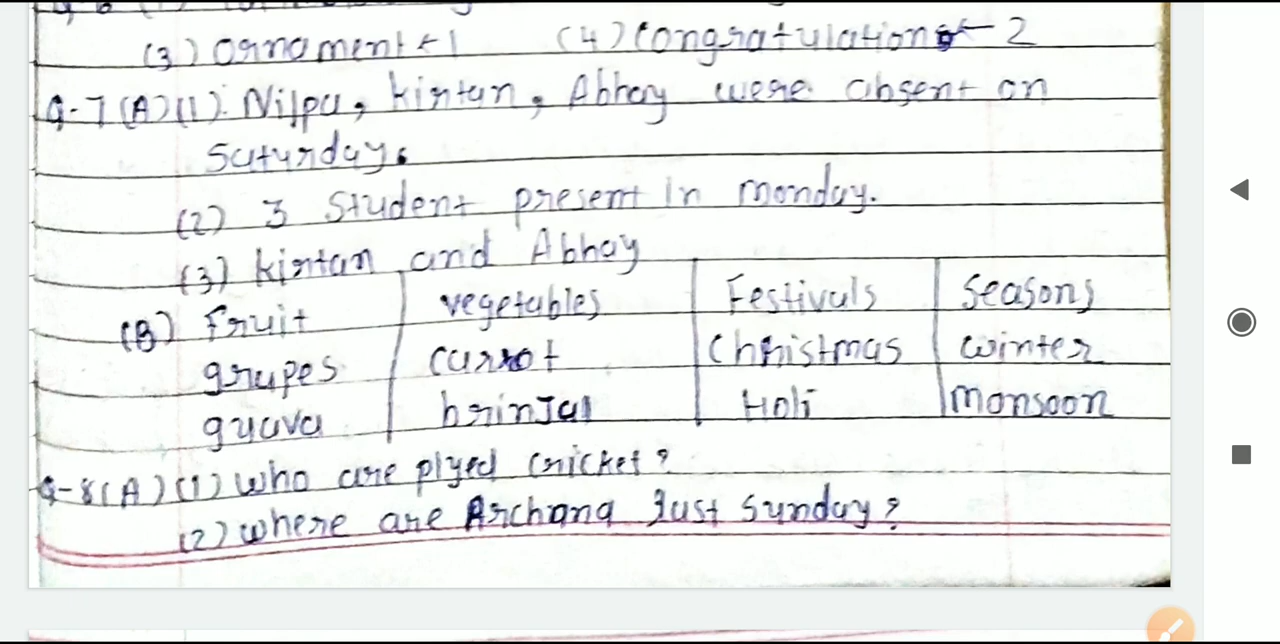 (3) Ornament ← 1 (4) Congratulation ← 2
Q-7 (A) (1) Nilpa, kirtan, Abhay were absent on
Saturday.
(2) 3 Student present in monday.
(3) kirtan and Abhay
(B) Fruit vegetables Festivals Seasons
grapes carrot Christmas winter
guava brinjal Holi monsoon
Q-8 (A) (1) Who are plyed cricket?
(2) where are Archana last Sunday?